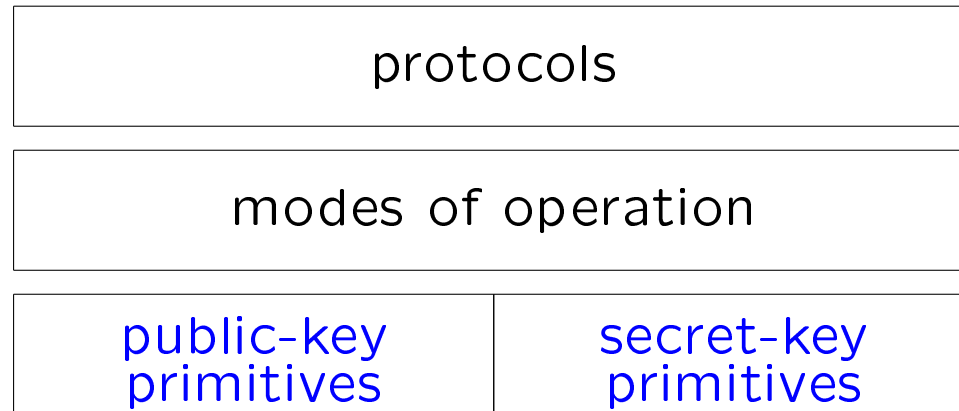 protocols
modes of operation
public-key
primitives
secret-key
primitives